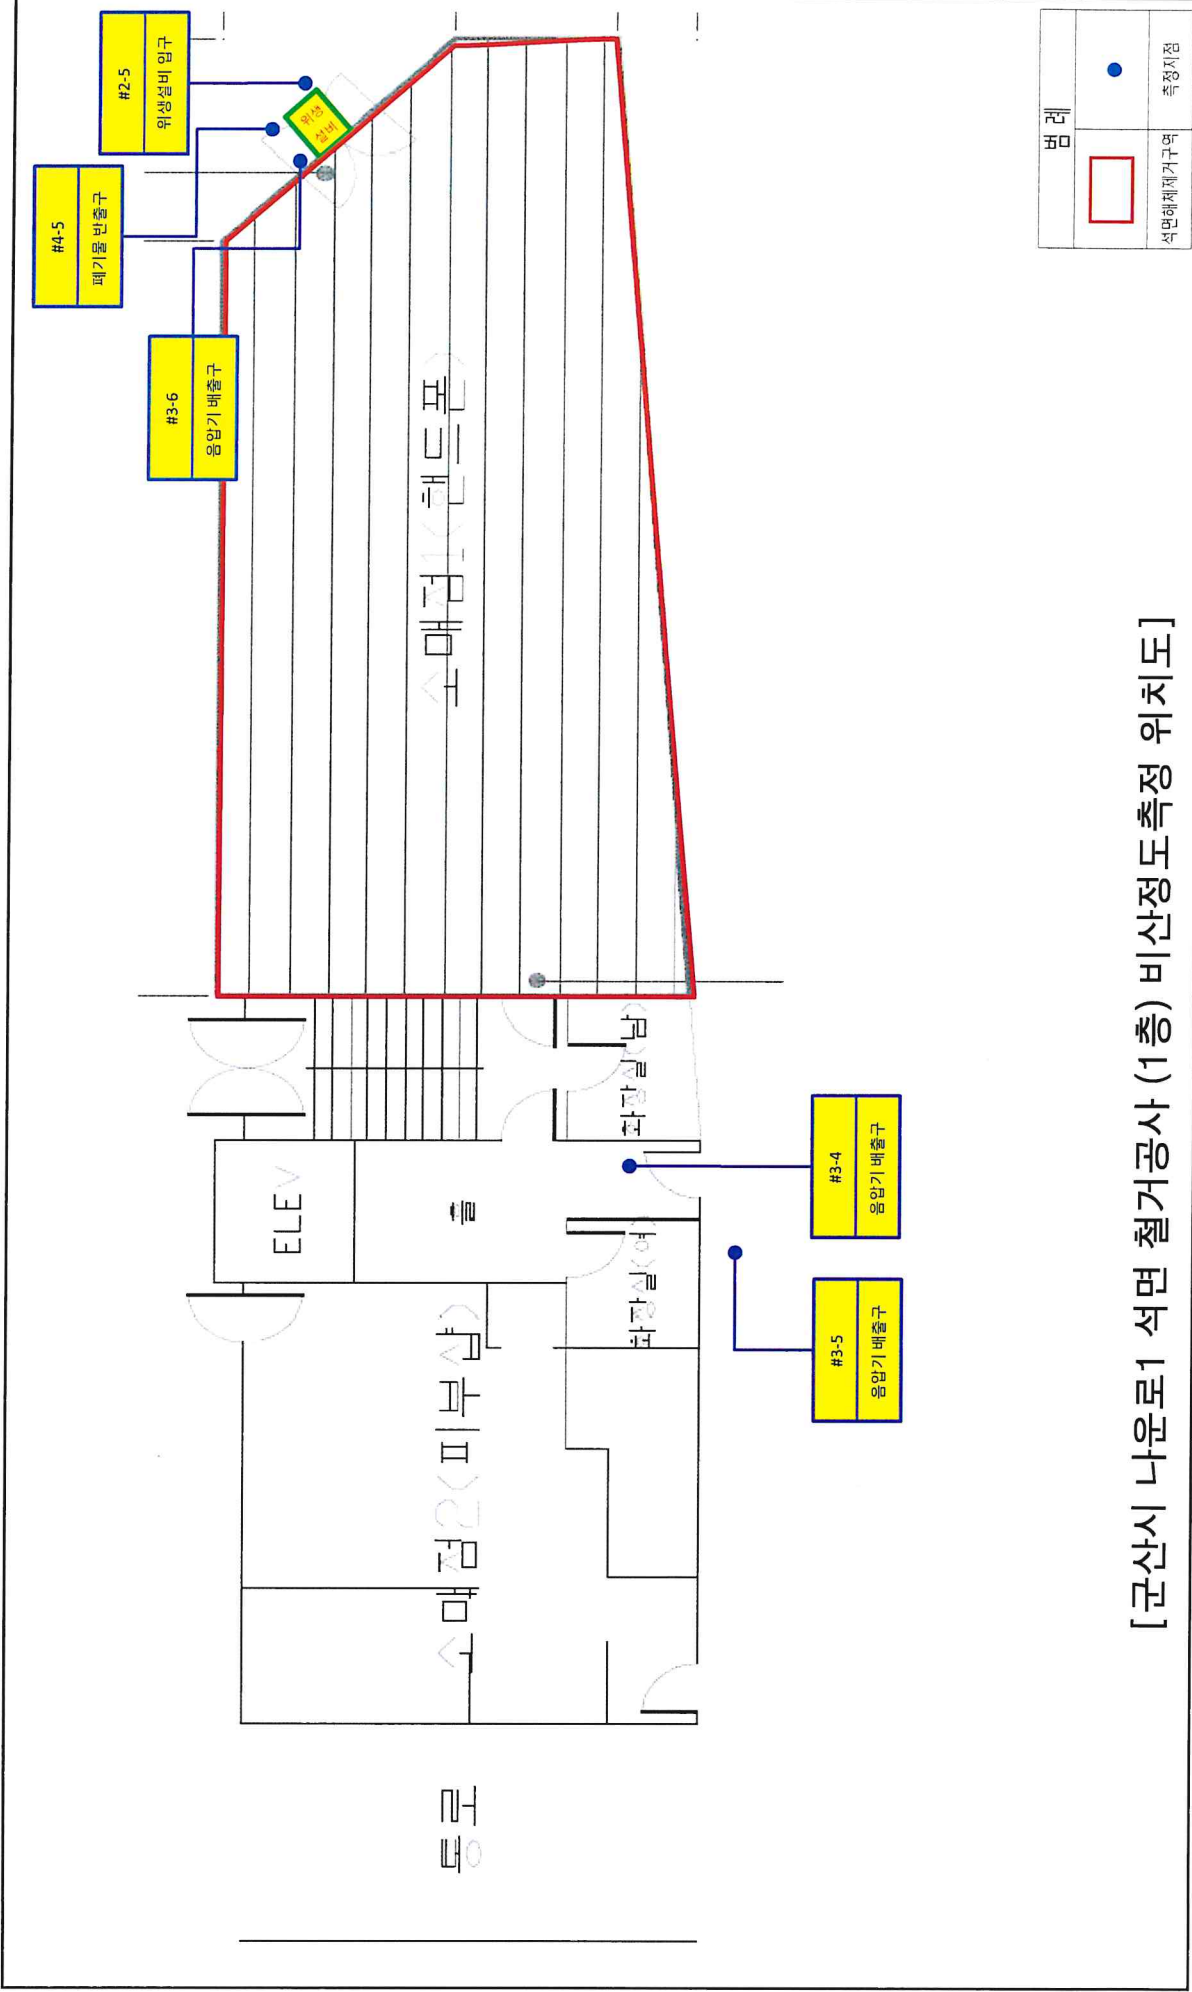 #2-5
위생설비 입구
#4-5
폐기물 반출구
#3-6
음압기 배출구
위생
설비
소매점1(핸드폰)
ELEV
홀
화장실(남)
화장실(여)
소매점2(피부샵)
통로
#3-4
음압기 배출구
#3-5
음압기 배출구
범 례
석면해체제거구역
측정지점
[군산시 나운로1 석면 철거공사 (1층) 비산정도측정 위치도]